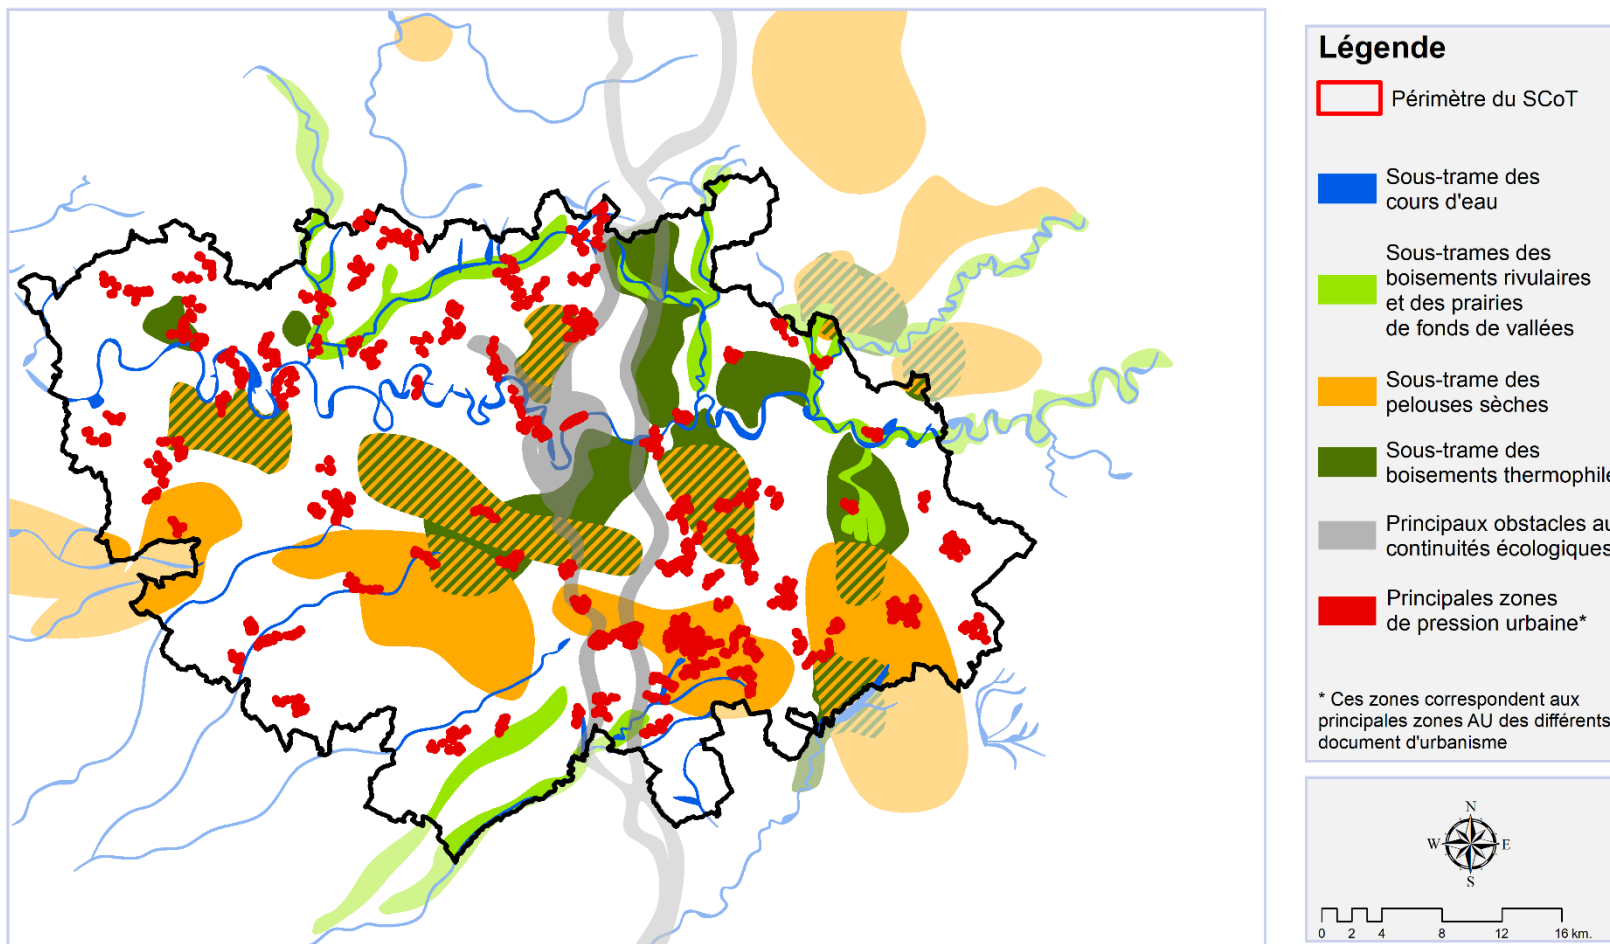 Légende
Périmètre du SCoT
Sous-trame des
cours d'eau
Sous-trames des
boisements rivulaires
et des prairies
de fonds de vallées
Sous-trame des
pelouses sèches
Sous-trame des
boisements thermophile
Principaux obstacles au
continuités écologiques
Principales zones
de pression urbaine*
* Ces zones correspondent aux
principales zones AU des différents
document d'urbanisme
N
W E
S
0 2 4 8 12 16 km.